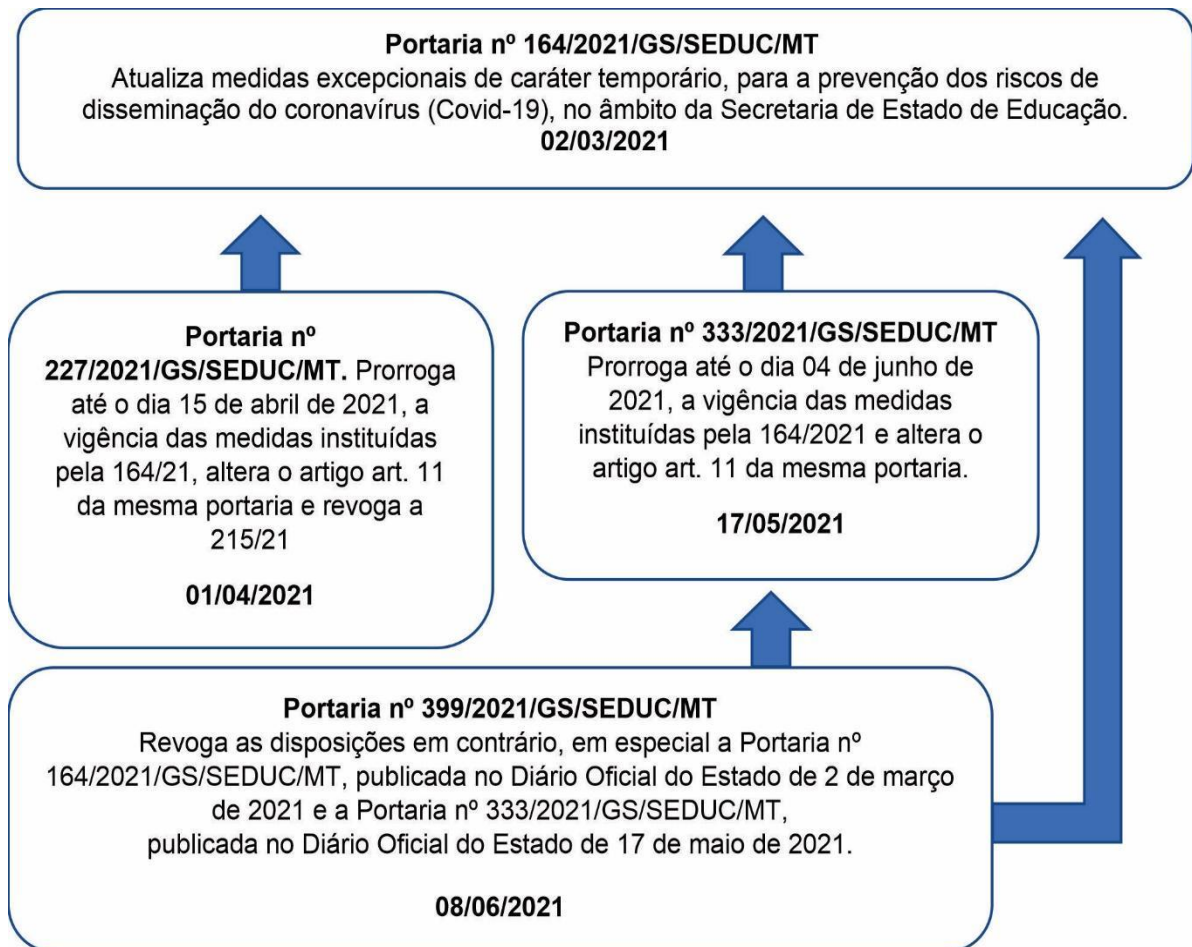 Portaria nº 164/2021/GS/SEDUC/MT
Atualiza medidas excepcionais de caráter temporário, para a prevenção dos riscos de
disseminação do coronavírus (Covid-19), no âmbito da Secretaria de Estado de Educação.
02/03/2021
Portaria nº
227/2021/GS/SEDUC/MT. Prorroga
até o dia 15 de abril de 2021, a
vigência das medidas instituídas
pela 164/21, altera o artigo art. 11
da mesma portaria e revoga a
215/21
01/04/2021
Portaria nº 333/2021/GS/SEDUC/MT
Prorroga até o dia 04 de junho de
2021, a vigência das medidas
instituídas pela 164/2021 e altera o
artigo art. 11 da mesma portaria.
17/05/2021
Portaria nº 399/2021/GS/SEDUC/MT
Revoga as disposições em contrário, em especial a Portaria nº
164/2021/GS/SEDUC/MT, publicada no Diário Oficial do Estado de 2 de março
de 2021 e a Portaria nº 333/2021/GS/SEDUC/MT,
publicada no Diário Oficial do Estado de 17 de maio de 2021.
08/06/2021